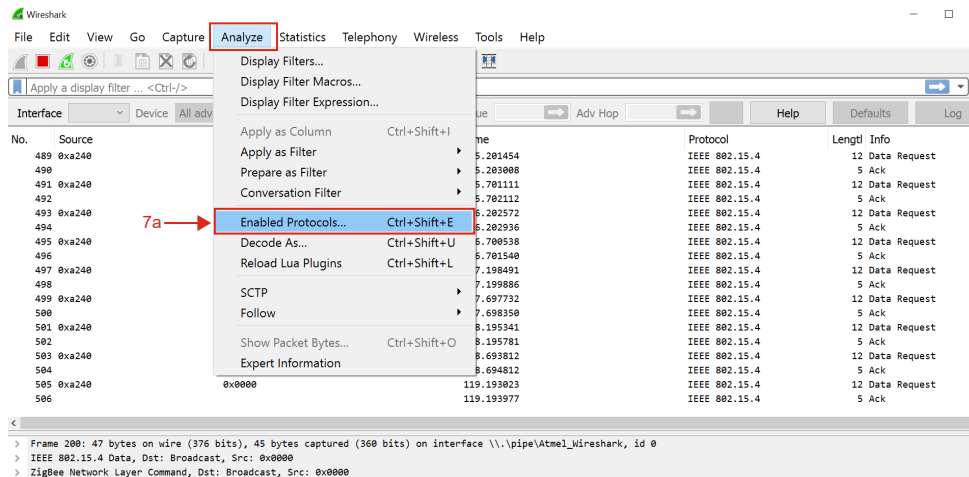 Wireshark
File Edit View Go Capture Analyze Statistics Telephony Wireless Tools Help
Apply a display filter ... <Ctrl-/>
Interface Device All adv ue Adv Hop Help Defaults Log
Display Filters...
Display Filter Macros...
Display Filter Expression...
Apply as Column Ctrl+Shift+I
Apply as Filter
Prepare as Filter
Conversation Filter
7a
Enabled Protocols... Ctrl+Shift+E
Decode As... Ctrl+Shift+U
Reload Lua Plugins Ctrl+Shift+L
SCTP
Follow
Show Packet Bytes... Ctrl+Shift+O
Expert Information
No. Source me Protocol Lengtl Info
489 0xa240 5.201454 IEEE 802.15.4 12 Data Request
490 5.203008 IEEE 802.15.4 5 Ack
491 0xa240 5.701111 IEEE 802.15.4 12 Data Request
492 5.702112 IEEE 802.15.4 5 Ack
493 0xa240 6.202572 IEEE 802.15.4 12 Data Request
494 6.202936 IEEE 802.15.4 5 Ack
495 0xa240 6.700538 IEEE 802.15.4 12 Data Request
496 6.701540 IEEE 802.15.4 5 Ack
497 0xa240 7.198491 IEEE 802.15.4 12 Data Request
498 7.199886 IEEE 802.15.4 5 Ack
499 0xa240 7.697732 IEEE 802.15.4 12 Data Request
500 7.698350 IEEE 802.15.4 5 Ack
501 0xa240 8.195341 IEEE 802.15.4 12 Data Request
502 8.195781 IEEE 802.15.4 5 Ack
503 0xa240 8.693812 IEEE 802.15.4 12 Data Request
504 8.694812 IEEE 802.15.4 5 Ack
505 0xa240 0x0000 119.193023 IEEE 802.15.4 12 Data Request
506 119.193977 IEEE 802.15.4 5 Ack
Frame 200: 47 bytes on wire (376 bits), 45 bytes captured (360 bits) on interface \\.\pipe\Atmel_Wireshark, id 0
IEEE 802.15.4 Data, Dst: Broadcast, Src: 0x0000
ZigBee Network Layer Command, Dst: Broadcast, Src: 0x0000